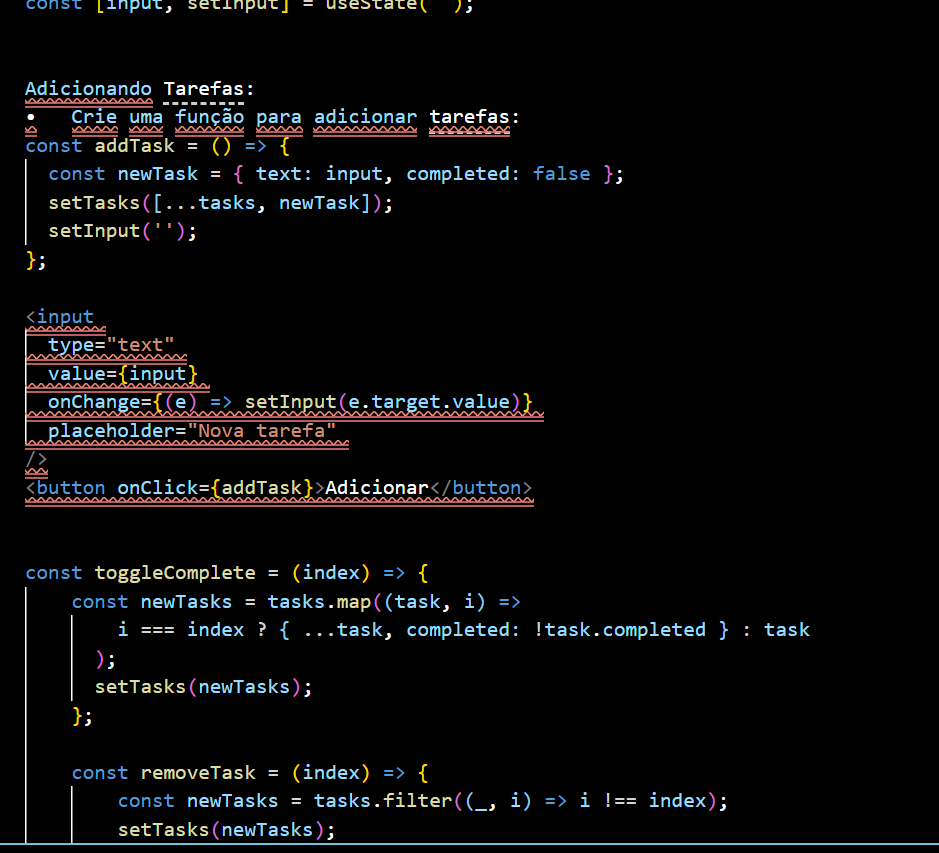 const [input, setInput] = useState('');
Adicionando Tarefas:
• Crie uma função para adicionar tarefas:
const addTask = () => {
const newTask = { text: input, completed: false };
setTasks([...tasks, newTask]);
setInput('');
};
<input
type="text"
value={input}
onChange={(e) => setInput(e.target.value)}
placeholder="Nova tarefa"
/>
<button onClick={addTask}>Adicionar</button>
const toggleComplete = (index) => {
const newTasks = tasks.map((task, i) =>
i === index ? { ...task, completed: !task.completed } : task
);
setTasks(newTasks);
};
const removeTask = (index) => {
const newTasks = tasks.filter((_, i) => i !== index);
setTasks(newTasks);